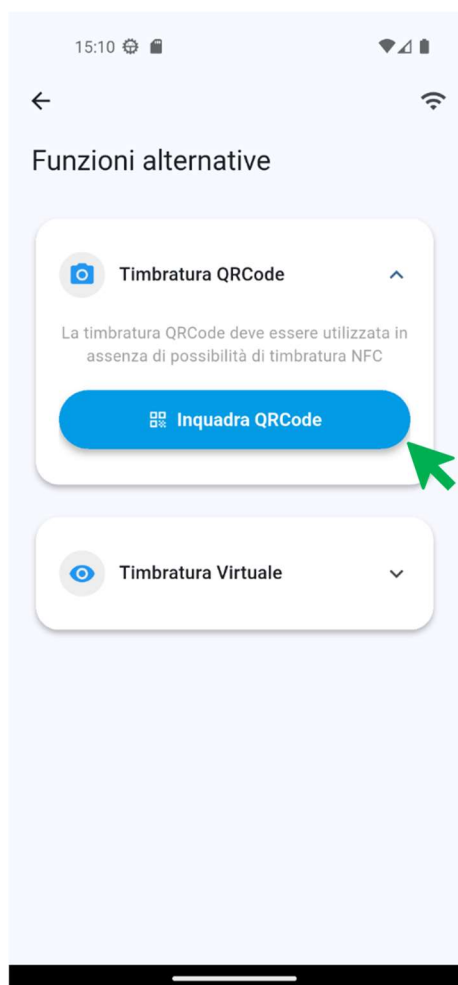 15:10
Funzioni alternative
Timbratura QRCode
La timbratura QRCode deve essere utilizzata in
assenza di possibilità di timbratura NFC
Inquadra QRCode
Timbratura Virtuale